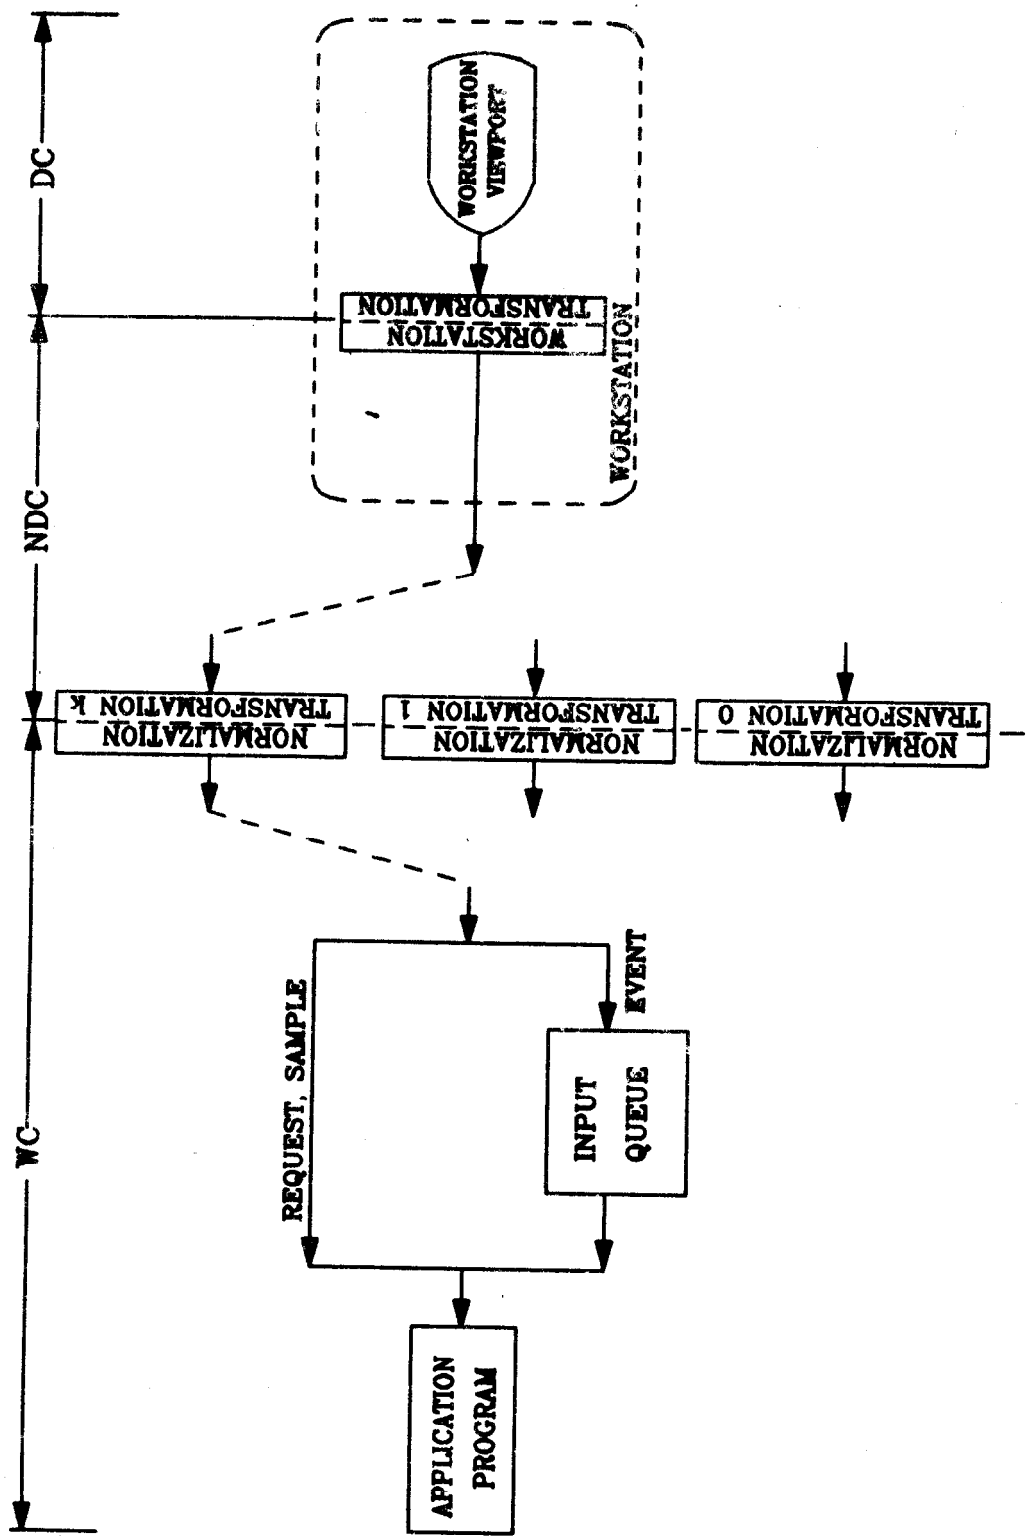 DC
NDC
WC
WORKSTATION
VIEWPORT
WORKSTATION
TRANSFORMATION
WORKSTATION
NORMALIZATION
TRANSFORMATION k
NORMALIZATION
TRANSFORMATION 1
NORMALIZATION
TRANSFORMATION 0
REQUEST, SAMPLE
EVENT
INPUT
QUEUE
APPLICATION
PROGRAM